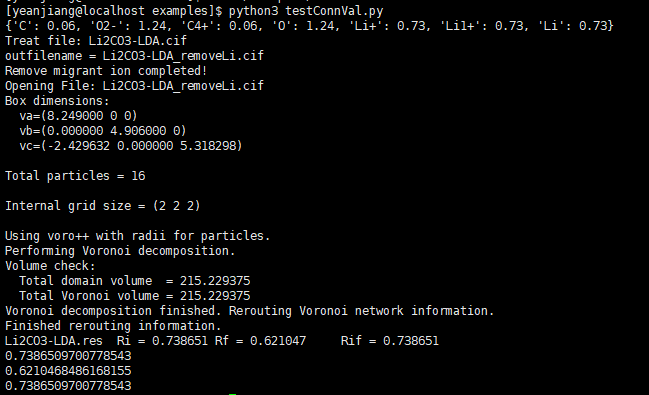 [yeanjiang@localhost examples]$ python3 testConnVal.py
{'C': 0.06, 'O2-': 1.24, 'C4+': 0.06, 'O': 1.24, 'Li+': 0.73, 'Li1+': 0.73, 'Li': 0.73}
Treat file: Li2CO3-LDA.cif
outfilename = Li2CO3-LDA_removeLi.cif
Remove migrant ion completed!
Opening File: Li2CO3-LDA_removeLi.cif
Box dimensions:
  va=(8.249000 0 0)
  vb=(0.000000 4.906000 0)
  vc=(-2.429632 0.000000 5.318298)
Total particles = 16
Internal grid size = (2 2 2)
Using voro++ with radii for particles.
Performing Voronoi decomposition.
Volume check:
  Total domain volume  = 215.229375
  Total Voronoi volume = 215.229375
Voronoi decomposition finished. Rerouting Voronoi network information.
Finished rerouting information.
Li2CO3-LDA.res  Ri = 0.738651 Rf = 0.621047     Rif = 0.738651
0.7386509700778543
0.6210468486168155
0.7386509700778543